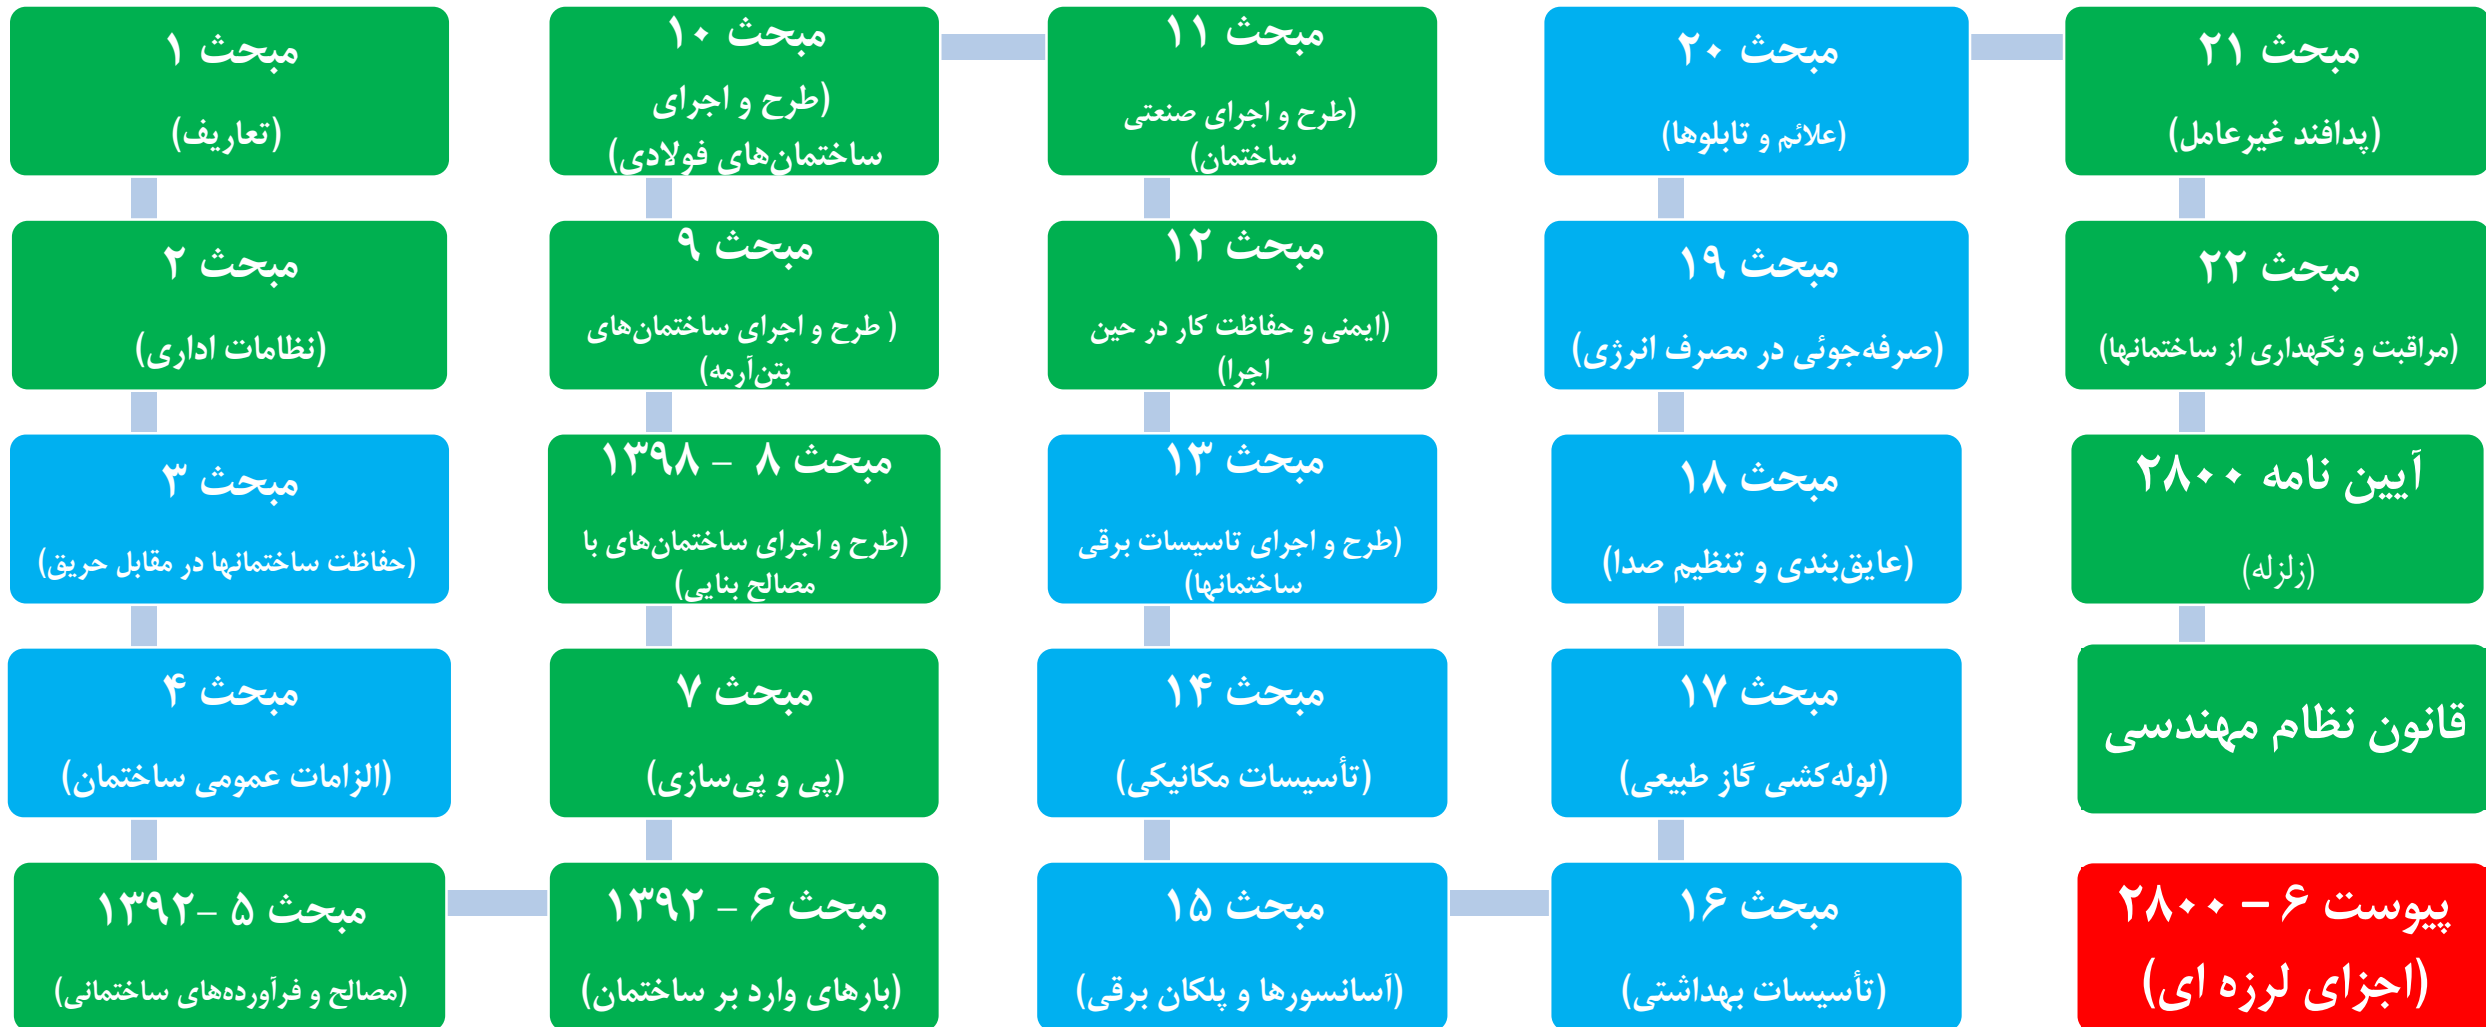 مبحث ۱
(تعاریف)
مبحث ۲
(نظامات اداری)
مبحث ۳
(حفاظت ساختمانها در مقابل حریق)
مبحث ۴
(الزامات عمومی ساختمان)
مبحث ۵ –۱۳۹۲
(مصالح و فرآورده‌های ساختمانی)
مبحث ۶ – ۱۳۹۲
(بارهای وارد بر ساختمان)
مبحث ۷
(پی و پی‌سازی)
مبحث ۸ – ۱۳۹۸
(طرح و اجرای ساختمان‌های با
مصالح بنایی)
مبحث ۹
( طرح و اجرای ساختمان‌های
بتن‌آرمه)
مبحث ۱۰
(طرح و اجرای
ساختمان‌های فولادی)
مبحث ۱۱
(طرح و اجرای صنعتی
ساختمان)
مبحث ۱۲
(ایمنی و حفاظت کار در حین
اجرا)
مبحث ۱۳
(طرح و اجرای تاسیسات برقی
ساختمانها)
مبحث ۱۴
(تأسیسات مکانیکی)
مبحث ۱۵
(آسانسورها و پلکان برقی)
مبحث ۱۶
(تأسیسات بهداشتی)
مبحث ۱۷
(لوله‌کشی گاز طبیعی)
مبحث ۱۸
(عایق‌بندی و تنظیم صدا)
مبحث ۱۹
(صرفه‌جوئی در مصرف انرژی)
مبحث ۲۰
(علائم و تابلوها)
مبحث ۲۱
(پدافند غیرعامل)
مبحث ۲۲
(مراقبت و نگهداری از ساختمانها)
آیین نامه ۲۸۰۰
(زلزله)
قانون نظام مهندسی
پیوست ۶ – ۲۸۰۰
(اجزای لرزه ای)